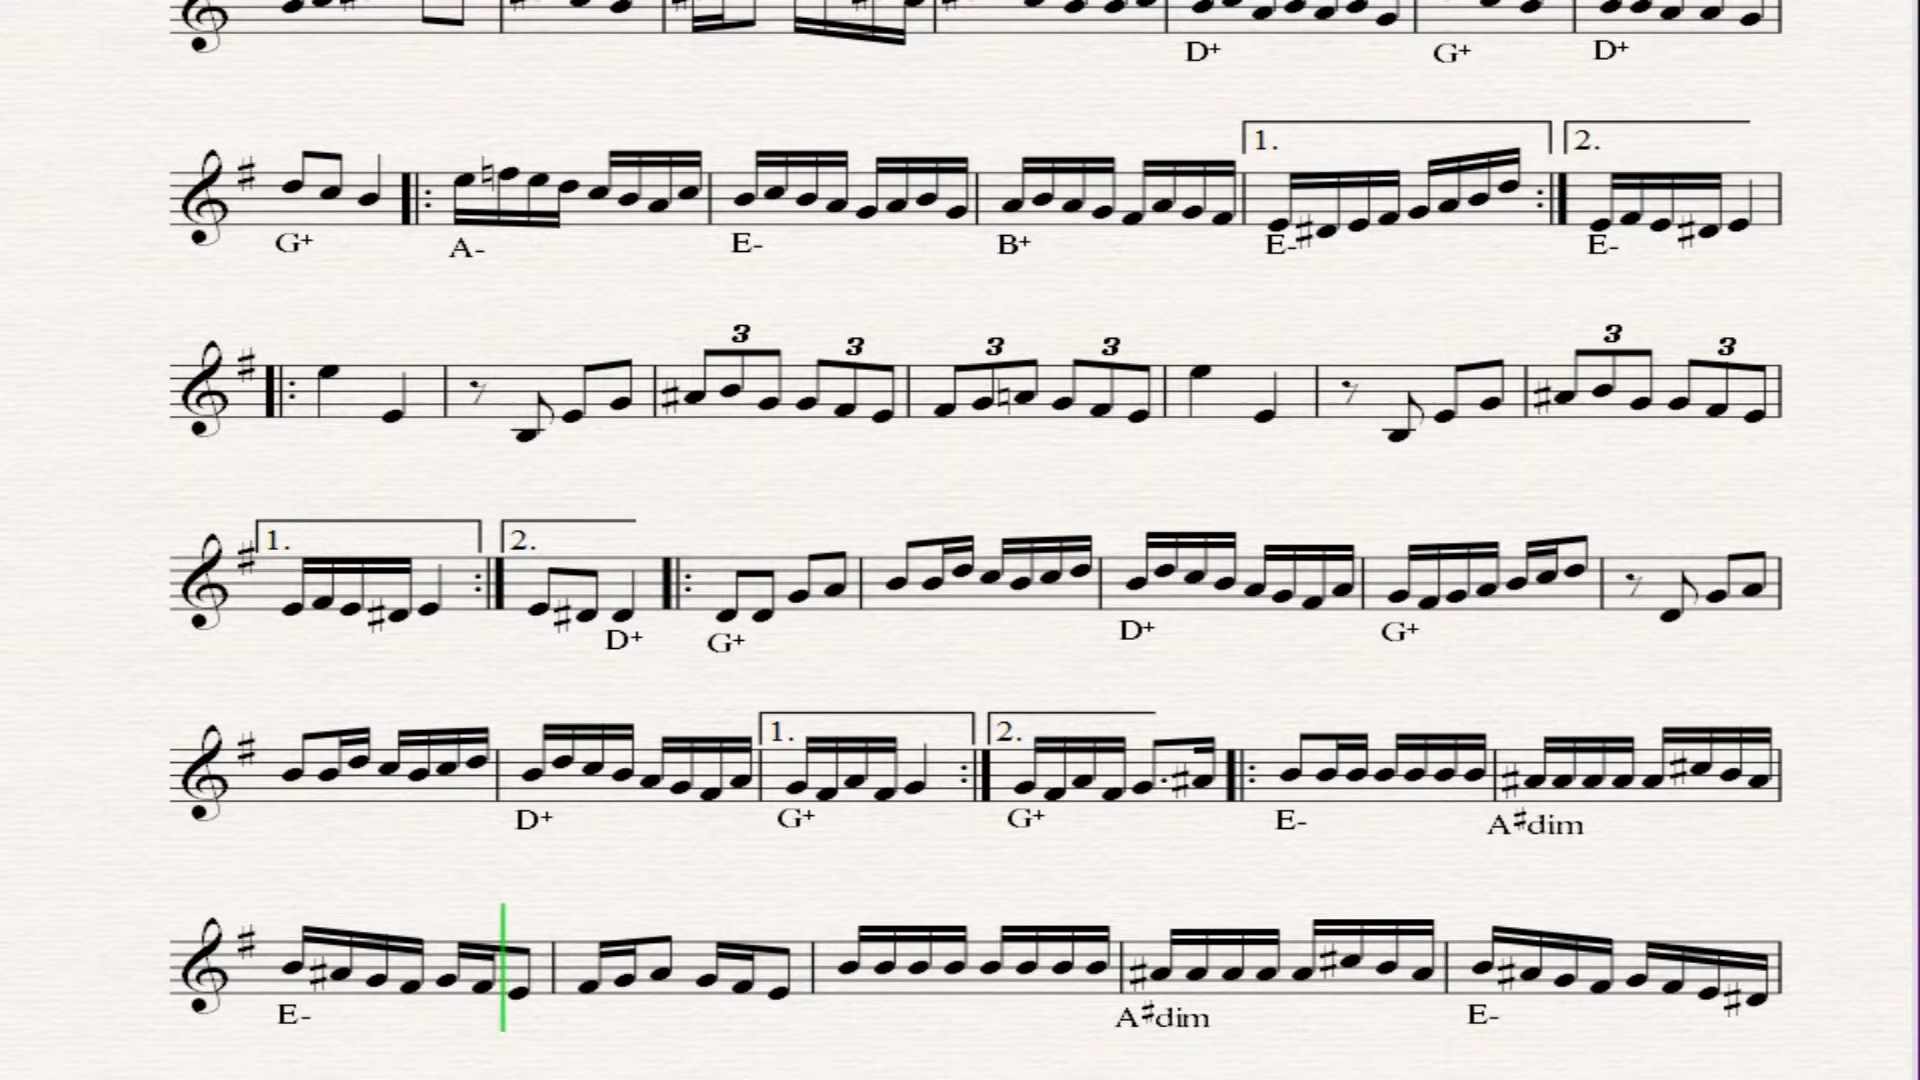 D+ G+ D+
1. 2.
G+ A- E- B+ E- E-
3 3 3 3 3 3
1. 2.
D+ G+ D+ G+
1. 2.
D+ G+ G+ E- A♯dim
E- A♯dim E-